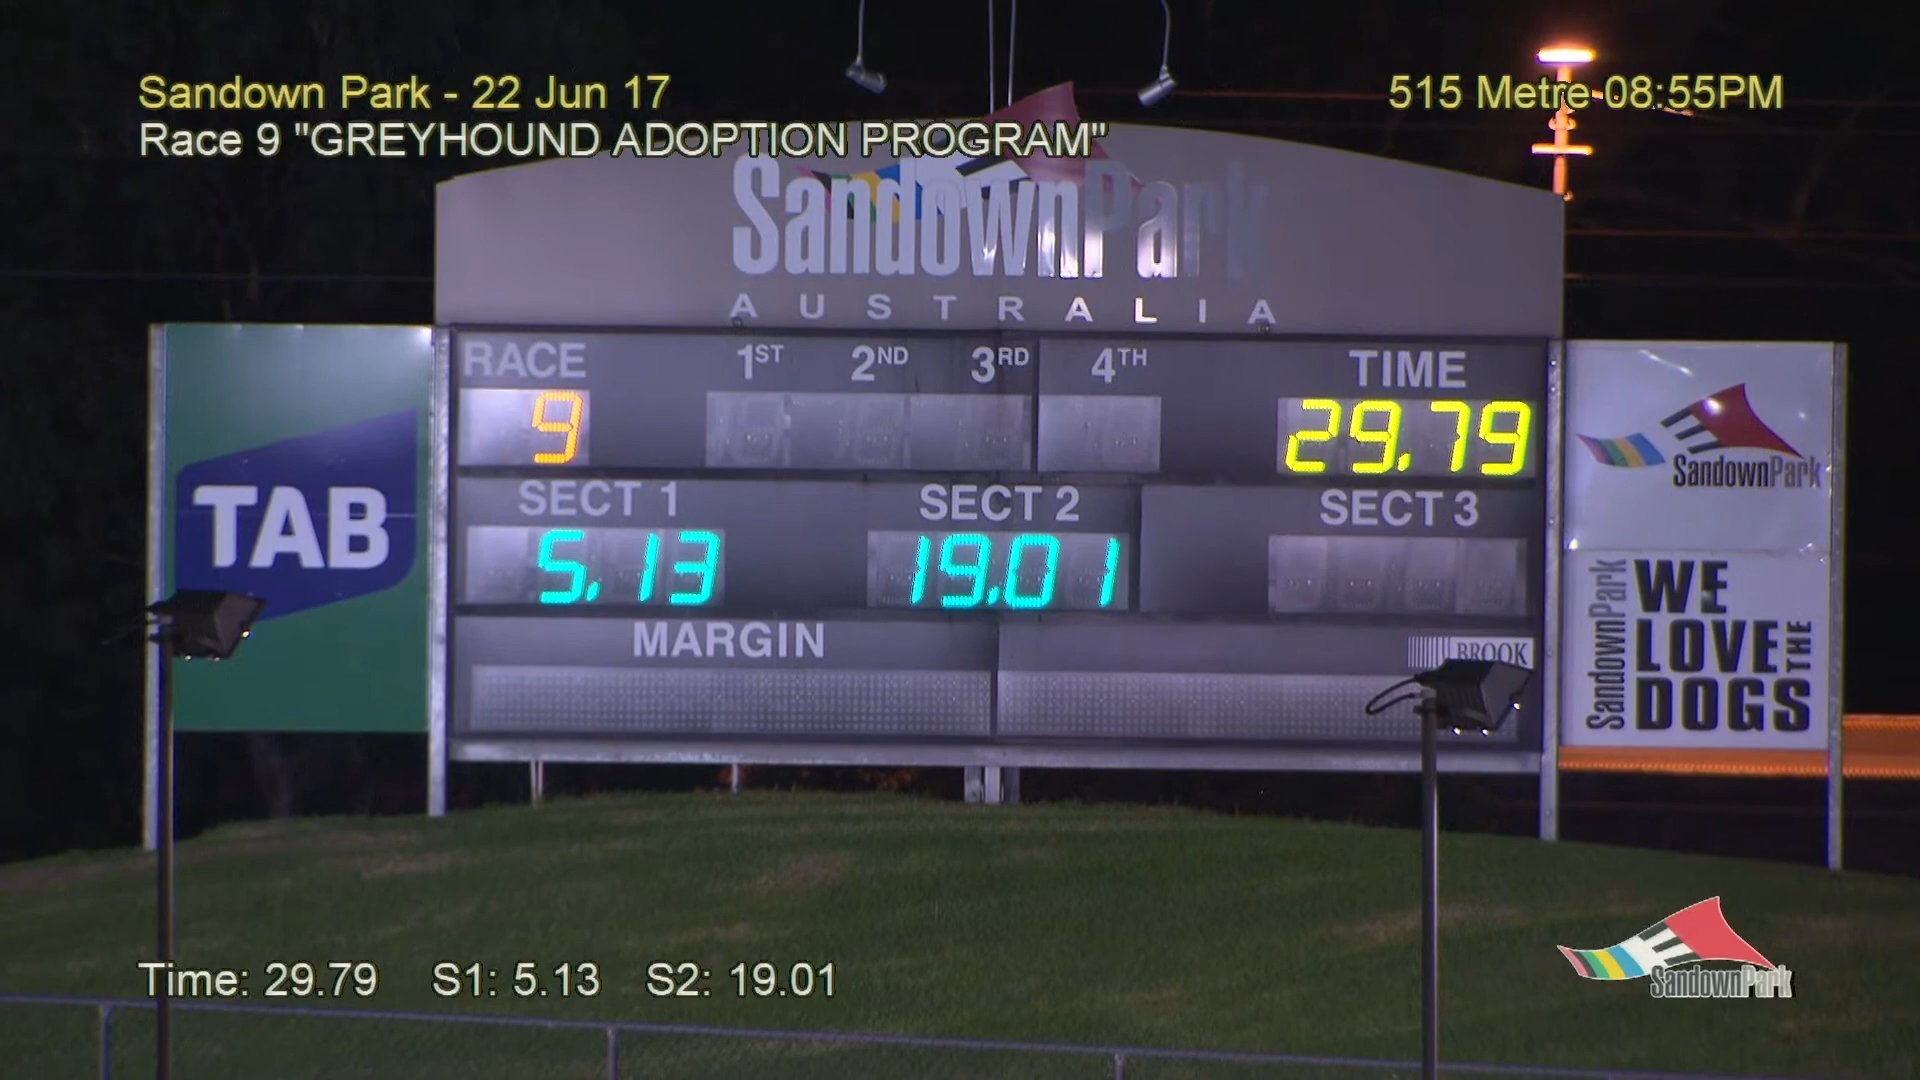 Sandown Park - 22 Jun 17
515 Metre 08:55PM
Race 9 "GREYHOUND ADOPTION PROGRAM"
SandownPark
AUSTRALIA
RACE 1ST 2ND 3RD 4TH TIME
9 29.79
SECT 1 SECT 2 SECT 3
5.13 19.01
MARGIN
BROOK
TAB
SandownPark
SandownPark
WE
LOVE THE
DOGS
Time: 29.79 S1: 5.13 S2: 19.01
SandownPark